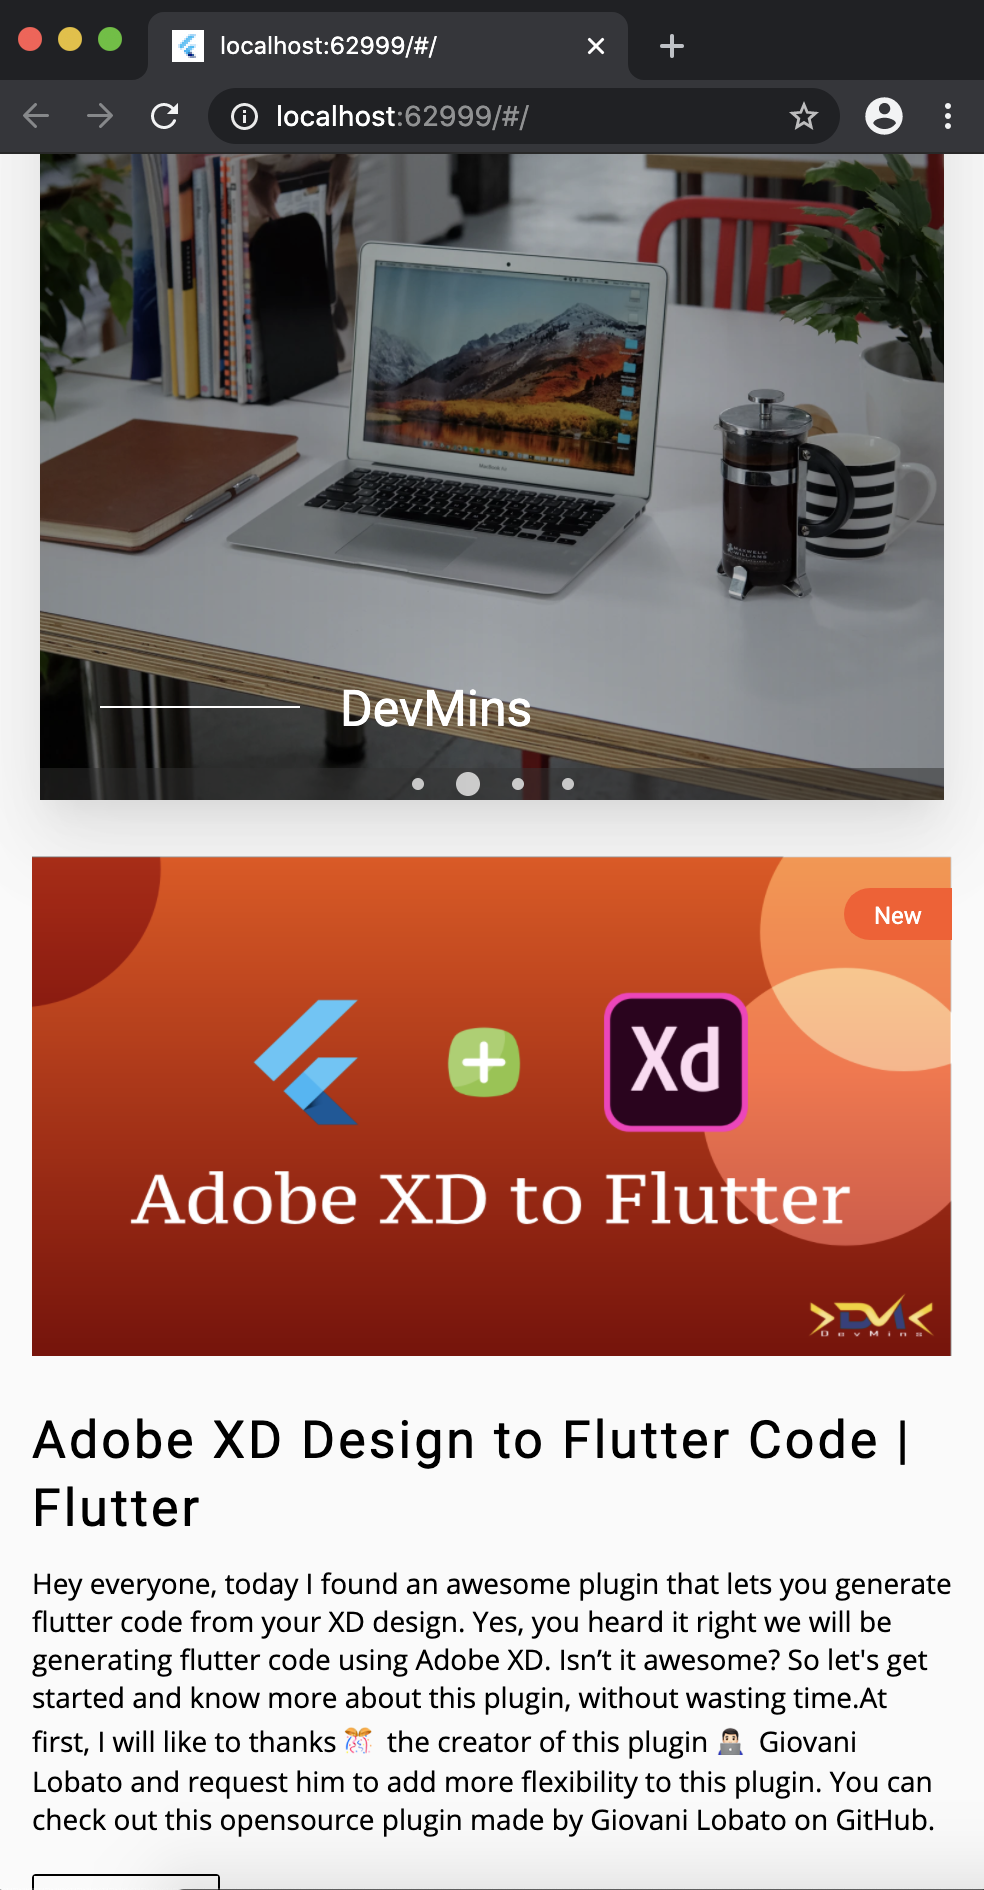 localhost:62999/#/
localhost:62999/#/
MacBook Air
MAXWELL
WILLIAMS
DevMins
New
Xd
Adobe XD to Flutter
DevMins
Adobe XD Design to Flutter Code |
Flutter
Hey everyone, today I found an awesome plugin that lets you generate
flutter code from your XD design. Yes, you heard it right we will be
generating flutter code using Adobe XD. Isn’t it awesome? So let's get
started and know more about this plugin, without wasting time.At
first, I will like to thanks 🎊 the creator of this plugin 👨🏻‍💻 Giovani
Lobato and request him to add more flexibility to this plugin. You can
check out this opensource plugin made by Giovani Lobato on GitHub.